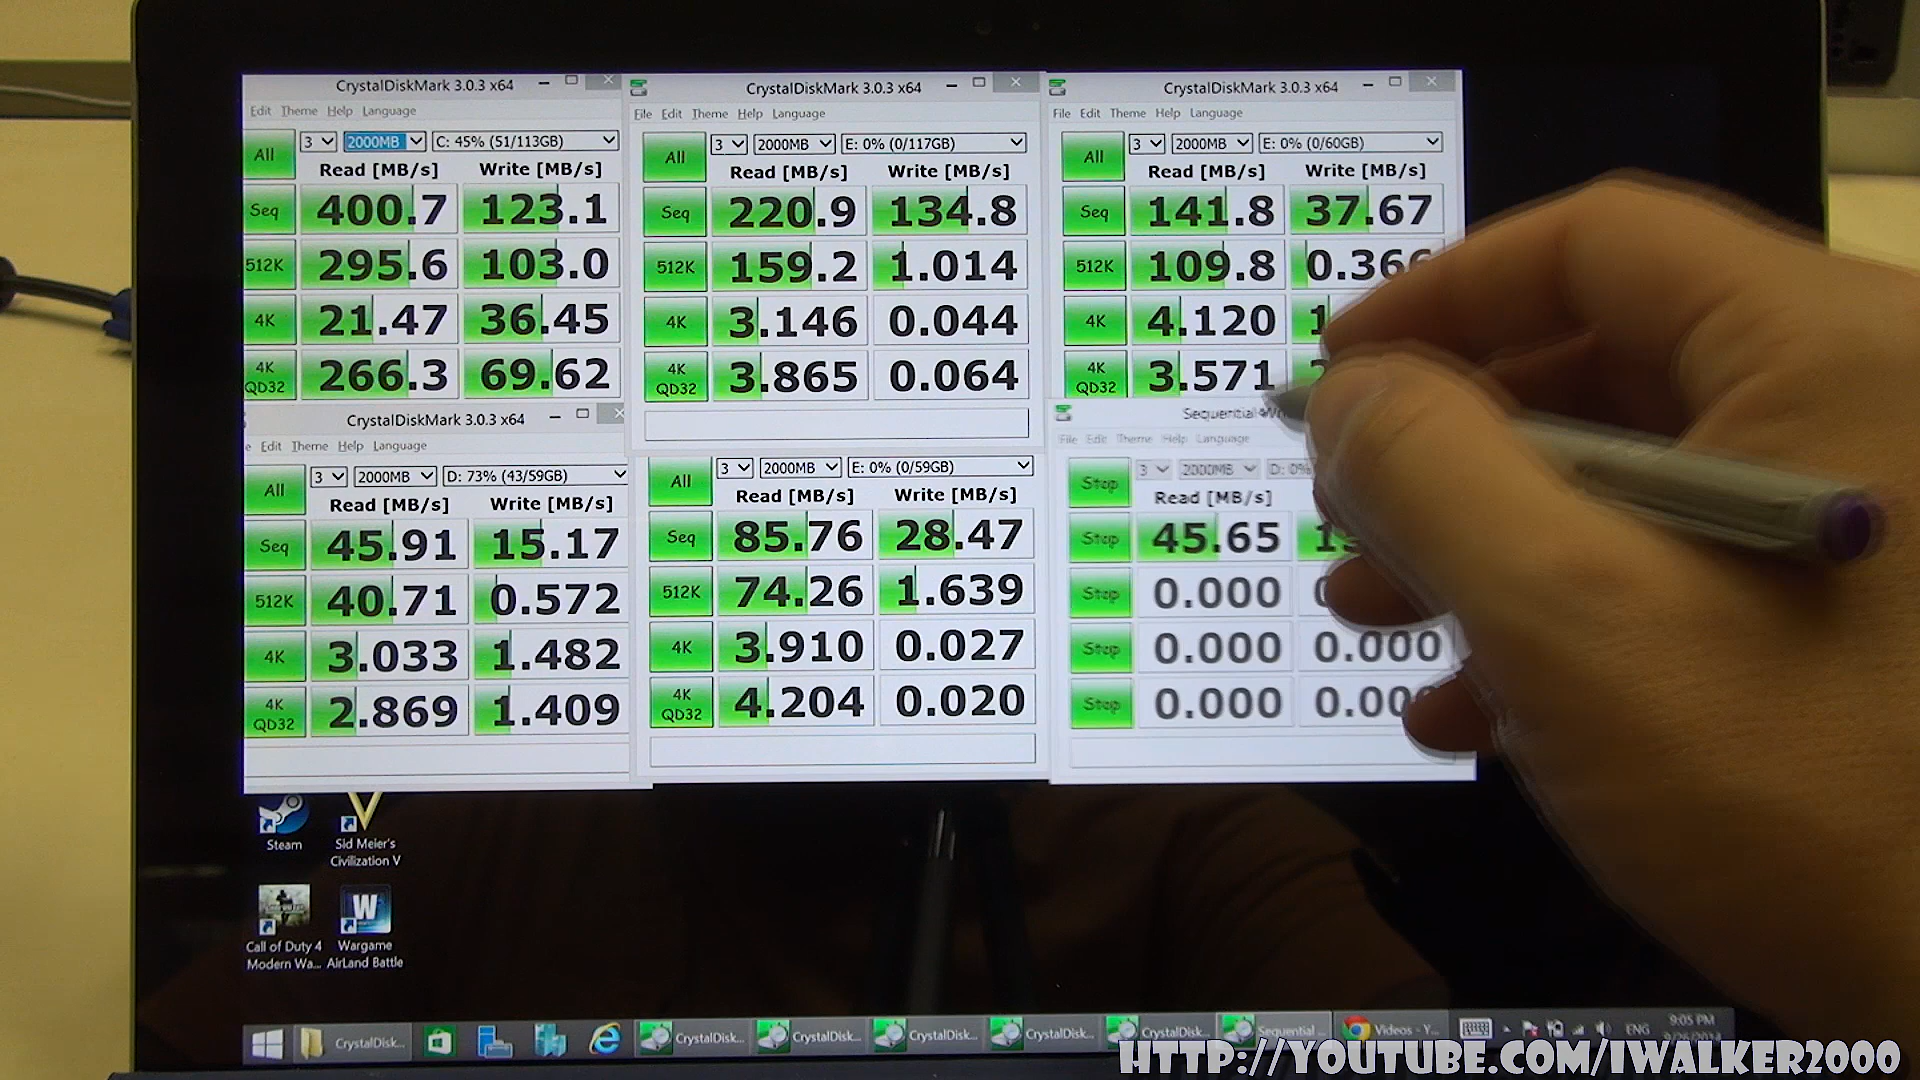 CrystalDiskMark 3.0.3 x64
Edit Theme Help Language
All 3 2000MB C: 45% (51/113GB)
Read [MB/s] Write [MB/s]
Seq 400.7 123.1
512K 295.6 103.0
4K 21.47 36.45
4K QD32 266.3 69.62
CrystalDiskMark 3.0.3 x64
File Edit Theme Help Language
All 3 2000MB E: 0% (0/117GB)
Read [MB/s] Write [MB/s]
Seq 220.9 134.8
512K 159.2 1.014
4K 3.146 0.044
4K QD32 3.865 0.064
CrystalDiskMark 3.0.3 x64
File Edit Theme Help Language
All 3 2000MB E: 0% (0/60GB)
Read [MB/s] Write [MB/s]
Seq 141.8 37.67
512K 109.8 0.366
4K 4.120 1
4K QD32 3.571
CrystalDiskMark 3.0.3 x64
e Edit Theme Help Language
All 3 2000MB D: 73% (43/59GB)
Read [MB/s] Write [MB/s]
Seq 45.91 15.17
512K 40.71 0.572
4K 3.033 1.482
4K QD32 2.869 1.409
All 3 2000MB E: 0% (0/59GB)
Read [MB/s] Write [MB/s]
Seq 85.76 28.47
512K 74.26 1.639
4K 3.910 0.027
4K QD32 4.204 0.020
Sequential
File Edit Theme Help Language
Stop 3 2000MB D: 0%
Read [MB/s]
Stop 45.65
Stop 0.000
Stop 0.000 0.000
Stop 0.000 0.000
Steam
Sid Meier's
Civilization V
Call of Duty 4
Modern Wa...
Wargame
AirLand Battle
CrystalDisk... CrystalDisk... CrystalDisk... CrystalDisk... CrystalDisk... CrystalDisk... Sequential ... Videos - Y... ENG 9:05 PM
HTTP://YOUTUBE.COM/IWALKER2000